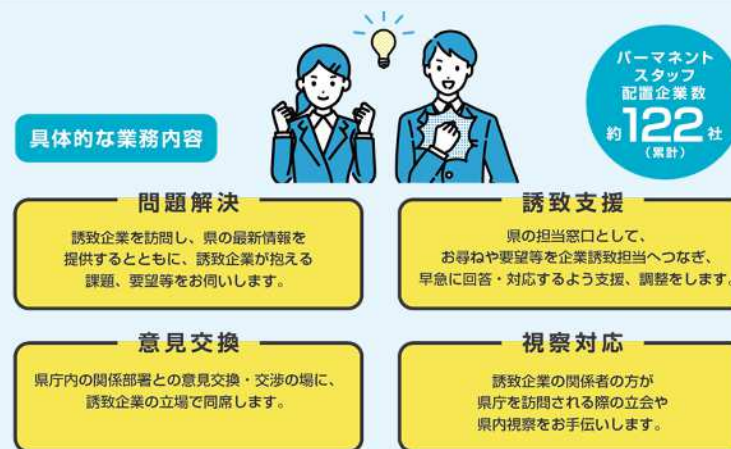 具体的な業務内容
パーマネント
スタッフ
配置企業数
約122社
（累計）
問題解決
誘致企業を訪問し、県の最新情報を
提供するとともに、誘致企業が抱える
課題、要望等をお伺いします。
誘致支援
県の担当窓口として、
お尋ねや要望等を企業誘致担当へつなぎ、
早急に回答・対応するよう支援、調整をします。
意見交換
県庁内の関係部署との意見交換・交渉の場に、
誘致企業の立場で同席します。
視察対応
誘致企業の関係者の方が
県庁を訪問される際の立会や
県内視察をお手伝いします。